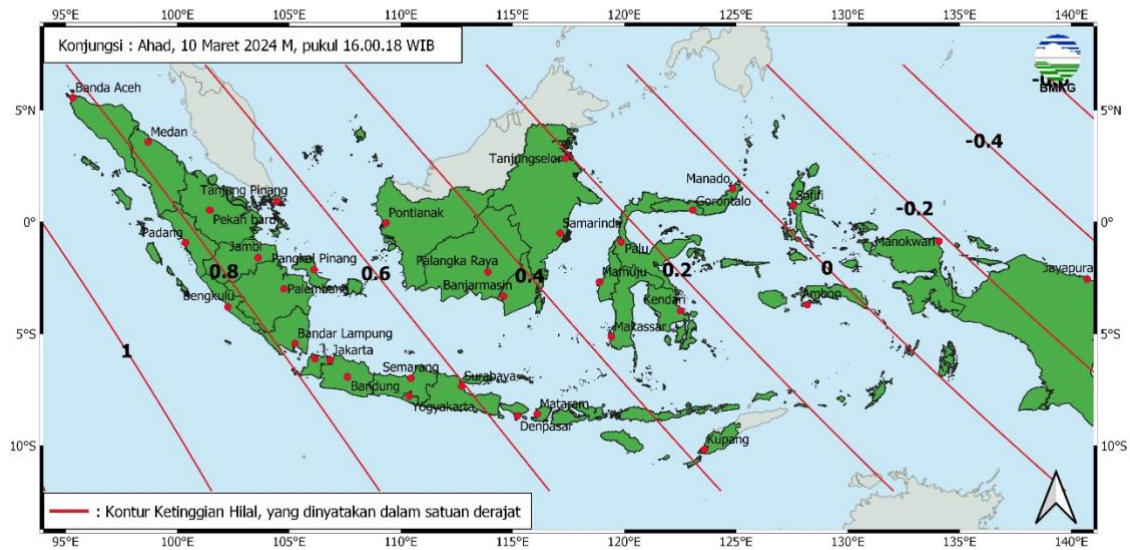 95°E 100°E 105°E 110°E 115°E 120°E 125°E 130°E 135°E 140°E
Konjungsi : Ahad, 10 Maret 2024 M, pukul 16.00.18 WIB
BMKG
5°N 5°N
Banda Aceh
Medan
-0.4
Tanjungselor
Manado
Tanjung Pinang
Sofifi
Gorontalo
-0.2
Pekan baru
0° 0°
Pontianak
Samarinda
Manokwari
Padang
Palu
Jambi
Pangkal Pinang
Palangka Raya
0.8
0.6
0.4
0.2
0
Mamuju
Jayapura
Palembang
Banjarmasin
Bengkulu
Kendari
Ambon
5°S 5°S
Bandar Lampung
Makassar
1
Jakarta
Semarang
Surabaya
Bandung
Yogyakarta
Mataram
Denpasar
10°S 10°S
Kupang
: Kontur Ketinggian Hilal, yang dinyatakan dalam satuan derajat
95°E 100°E 105°E 110°E 115°E 120°E 125°E 130°E 135°E 140°E